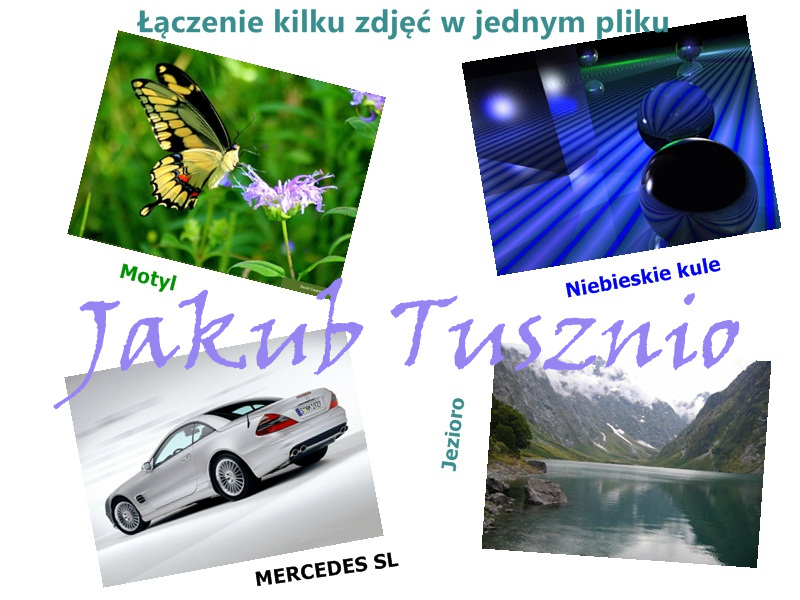 Łączenie kilku zdjęć w jednym pliku
Motyl
Niebieskie kule
Jakub Tusznio
Jezioro
MERCEDES SL